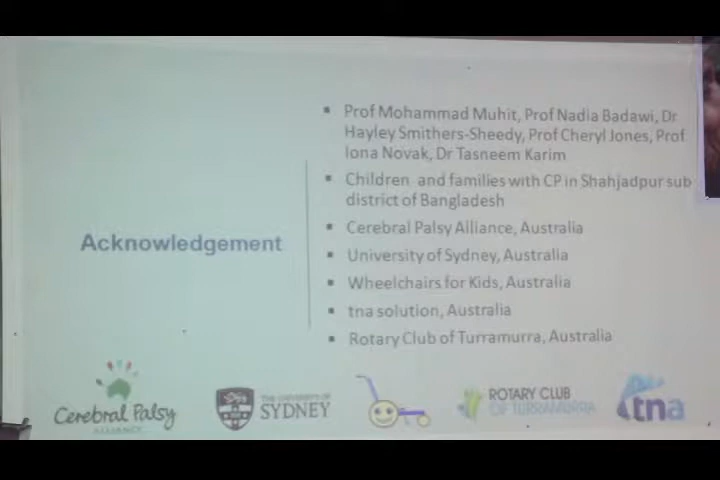 Acknowledgement
▪ Prof Mohammad Muhit, Prof Nadia Badawi, Dr
Hayley Smithers-Sheedy, Prof Cheryl Jones, Prof
Iona Novak, Dr Tasneem Karim
▪ Children and families with CP in Shahjadpur sub
district of Bangladesh
▪ Cerebral Palsy Alliance, Australia
▪ University of Sydney, Australia
▪ Wheelchairs for Kids, Australia
▪ tna solution, Australia
▪ Rotary Club of Turramurra, Australia
Cerebral Palsy
ALLIANCE
THE UNIVERSITY OF
SYDNEY
ROTARY CLUB
OF TURRAMURRA
tna